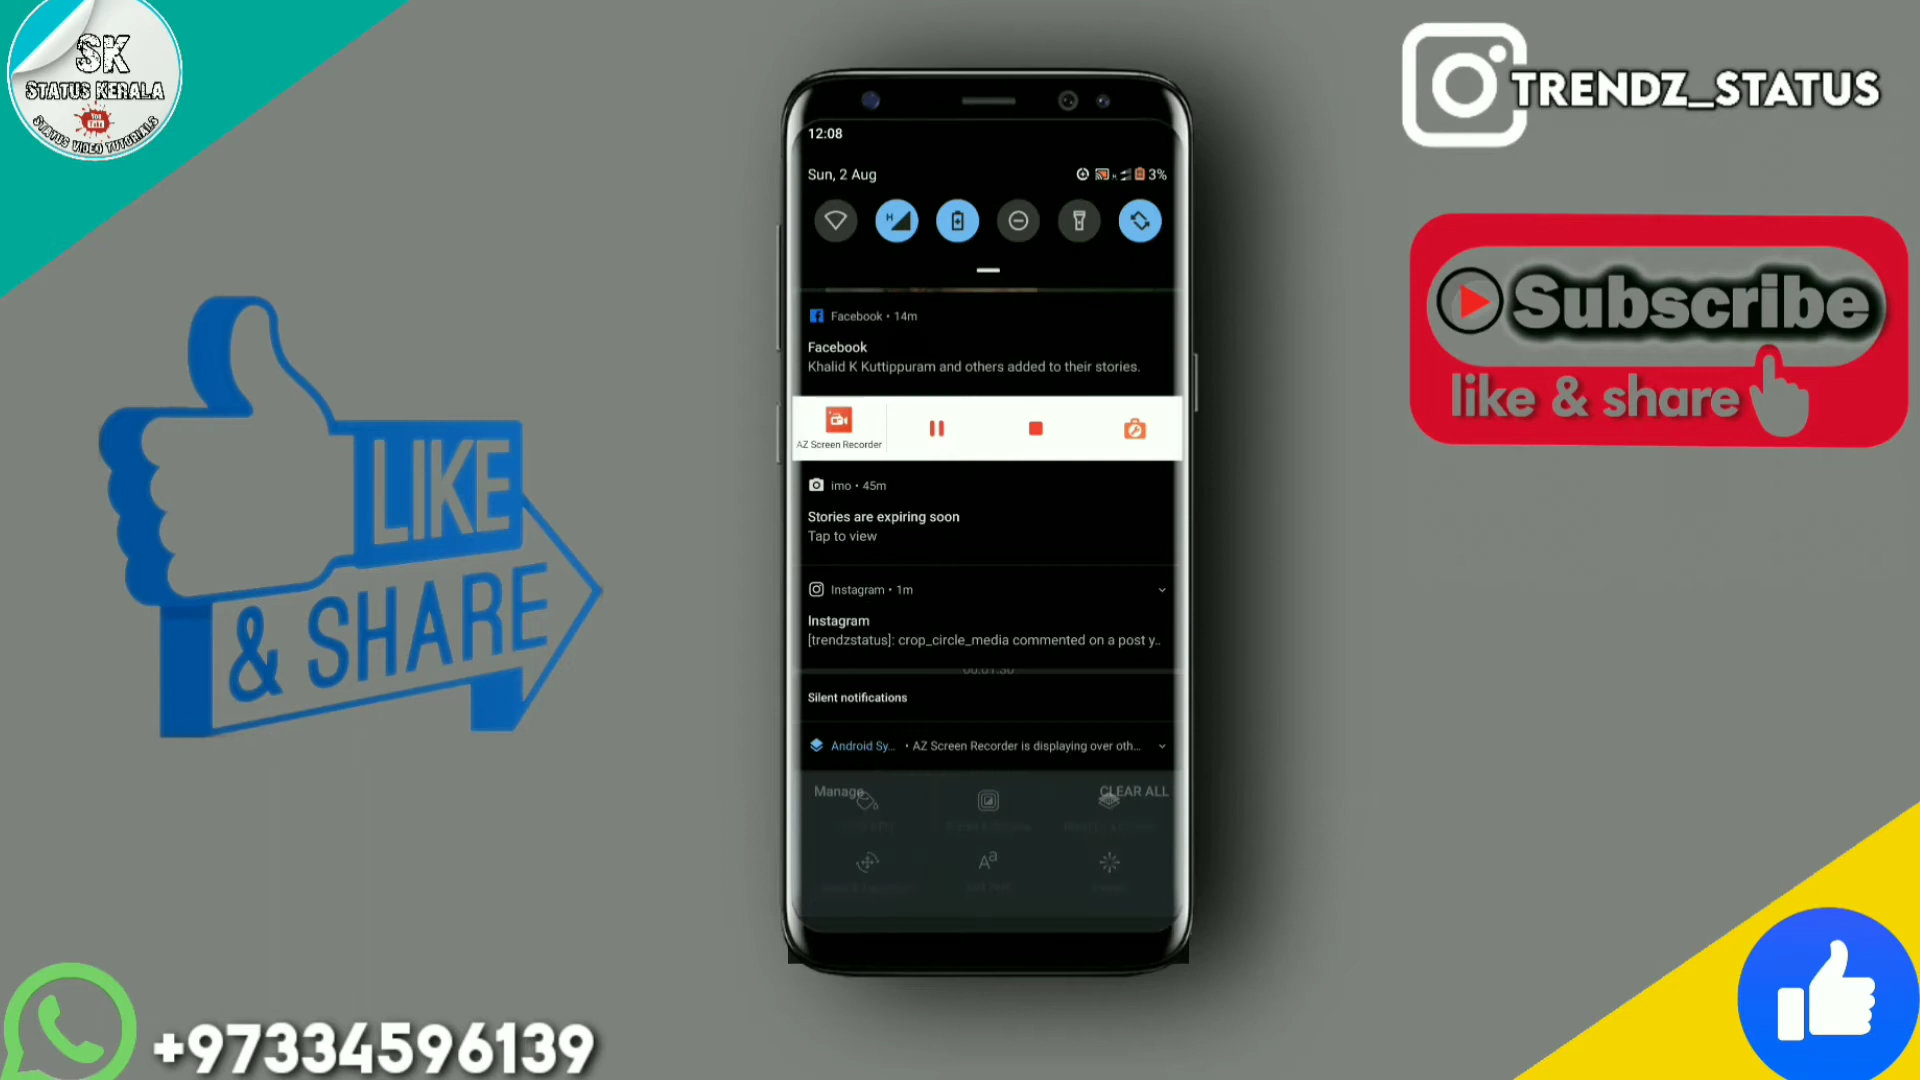 SK
STATUS KERALA
You
Tube
STATUS VIDEO TUTORIALS
TRENDZ_STATUS
Subscribe
like & share
LIKE
& SHARE
+97334596139
12:08
Sun, 2 Aug
3%
H
Facebook • 14m
Facebook
Khalid K Kuttippuram and others added to their stories.
AZ Screen Recorder
imo • 45m
Stories are expiring soon
Tap to view
Instagram • 1m
Instagram
[trendzstatus]: crop_circle_media commented on a post y..
Silent notifications
Android Sy... • AZ Screen Recorder is displaying over oth...
Manage
CLEAR ALL
Aa